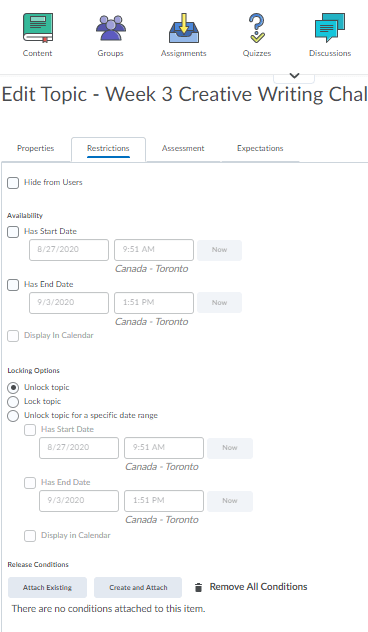 Content Groups Assignments Quizzes Discussions
Edit Topic - Week 3 Creative Writing Chal
Properties Restrictions Assessment Expectations
Hide from Users
Availability
Has Start Date
8/27/2020 9:51 AM Now
Canada - Toronto
Has End Date
9/3/2020 1:51 PM Now
Canada - Toronto
Display In Calendar
Locking Options
Unlock topic
Lock topic
Unlock topic for a specific date range
Has Start Date
8/27/2020 9:51 AM Now
Canada - Toronto
Has End Date
9/3/2020 1:51 PM Now
Canada - Toronto
Display in Calendar
Release Conditions
Attach Existing Create and Attach Remove All Conditions
There are no conditions attached to this item.